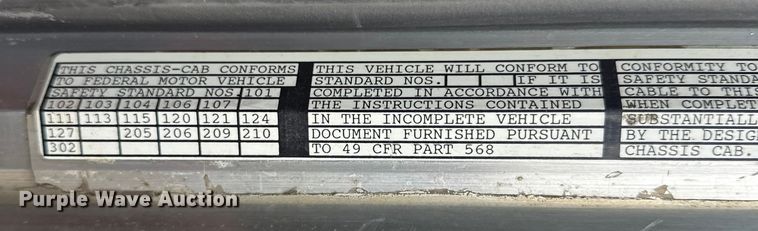 THIS CHASSIS-CAB CONFORMS
TO FEDERAL MOTOR VEHICLE
SAFETY STANDARD NOS. 101
102 103 104 106 107
111 113 115 120 121 124
127 205 206 209 210
302
THIS VEHICLE WILL CONFORM TO
STANDARD NOS. IF IT IS
COMPLETED IN ACCORDANCE WITH
THE INSTRUCTIONS CONTAINED
IN THE INCOMPLETE VEHICLE
DOCUMENT FURNISHED PURSUANT
TO 49 CFR PART 568
CONFORMITY TO
SAFETY STANDA
CABLE TO THIS
WHEN COMPLET
SUBSTANTIALL
BY THE DESIG
CHASSIS CAB.
Purple Wave Auction